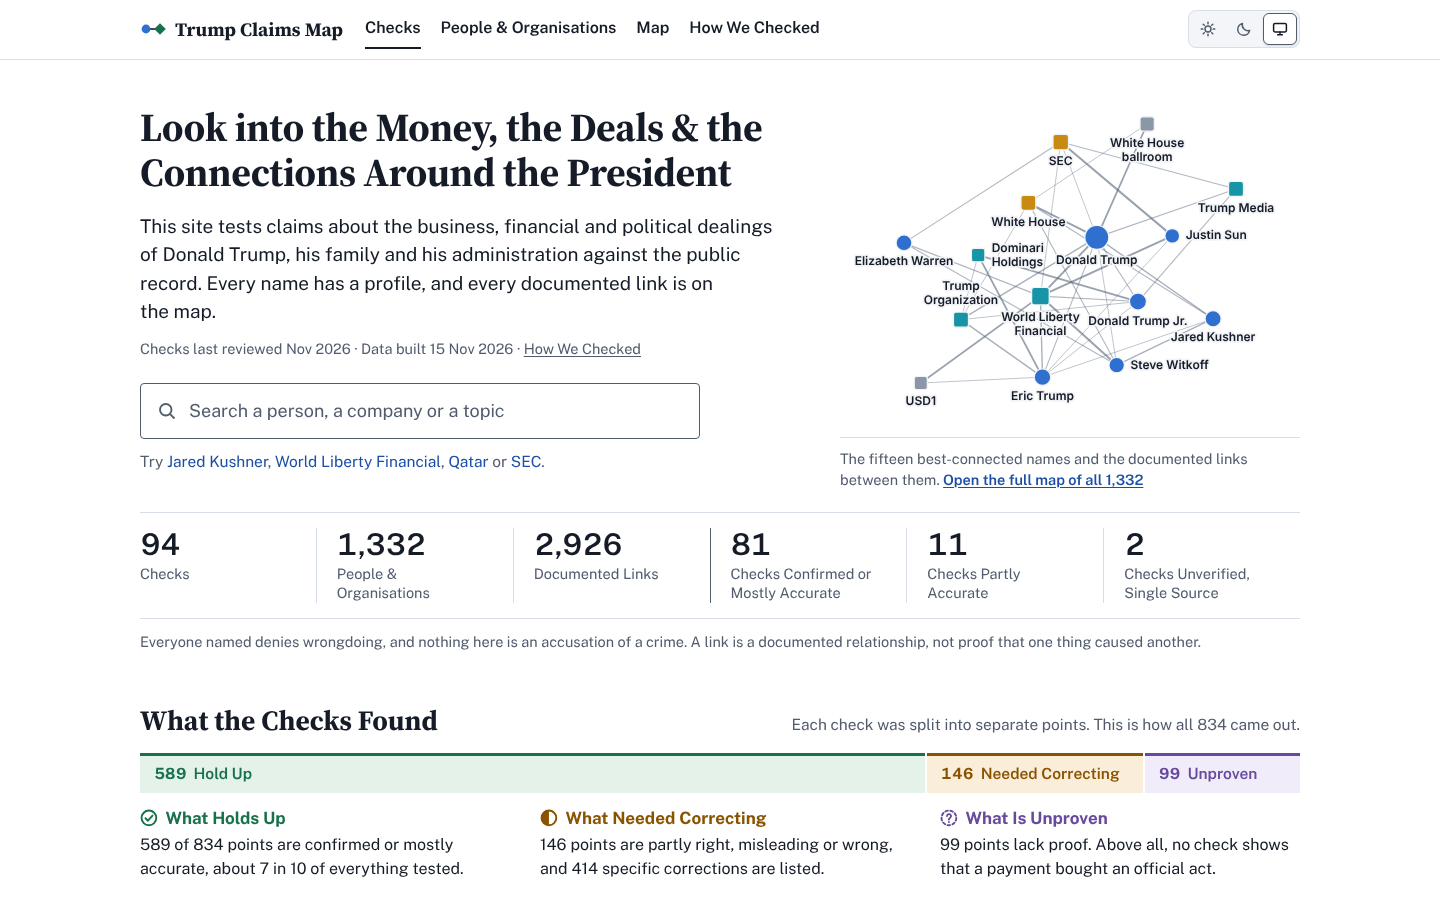 Trump Claims Map
Checks
People & Organisations
Map
How We Checked
Look into the Money, the Deals & the
Connections Around the President
This site tests claims about the business, financial and political dealings
of Donald Trump, his family and his administration against the public
record. Every name has a profile, and every documented link is on
the map.
Checks last reviewed Nov 2026 · Data built 15 Nov 2026 · How We Checked
Search a person, a company or a topic
Try Jared Kushner, World Liberty Financial, Qatar or SEC.
White House
ballroom
SEC
Trump Media
White House
Justin Sun
Elizabeth Warren
Dominari
Holdings
Donald Trump
Trump
Organization
World Liberty
Financial
Donald Trump Jr.
Jared Kushner
Steve Witkoff
USD1
Eric Trump
The fifteen best-connected names and the documented links
between them. Open the full map of all 1,332
94
Checks
1,332
People &
Organisations
2,926
Documented Links
81
Checks Confirmed or
Mostly Accurate
11
Checks Partly
Accurate
2
Checks Unverified,
Single Source
Everyone named denies wrongdoing, and nothing here is an accusation of a crime. A link is a documented relationship, not proof that one thing caused another.
What the Checks Found
Each check was split into separate points. This is how all 834 came out.
589 Hold Up
146 Needed Correcting
99 Unproven
What Holds Up
589 of 834 points are confirmed or mostly
accurate, about 7 in 10 of everything tested.
What Needed Correcting
146 points are partly right, misleading or wrong,
and 414 specific corrections are listed.
What Is Unproven
99 points lack proof. Above all, no check shows
that a payment bought an official act.